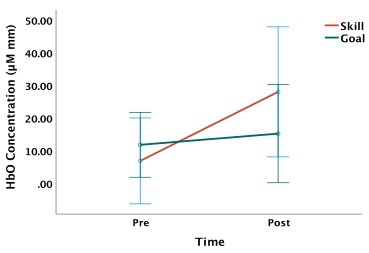 50.00
40.00
30.00
20.00
10.00
.00
HbO Concentration (µM mm)
Skill
Goal
Pre
Post
Time